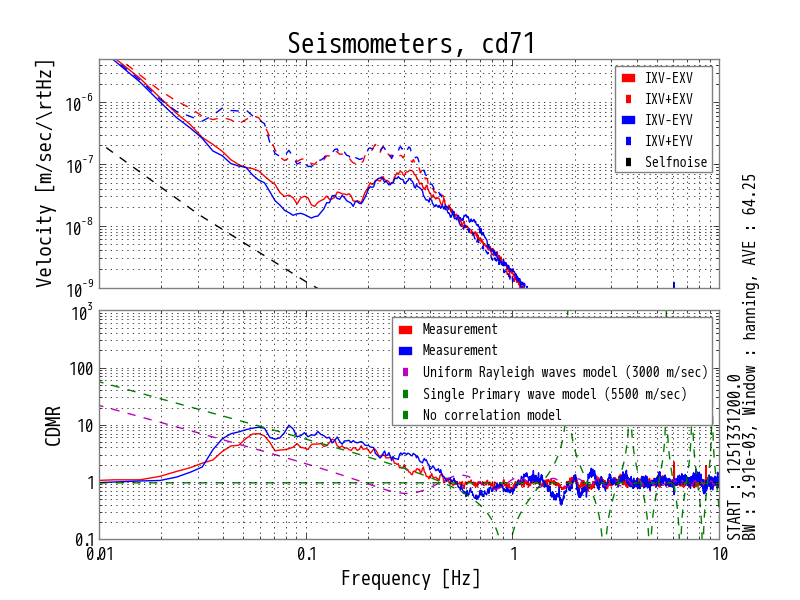 Seismometers, cd71
Velocity [m/sec/\rtHz]
10^-6
10^-7
10^-8
10^-9
IXV-EXV
IXV+EXV
IXV-EYV
IXV+EYV
Selfnoise
CDMR
10^3
100
10
1
0.1
Measurement
Measurement
Uniform Rayleigh waves model (3000 m/sec)
Single Primary wave model (5500 m/sec)
No correlation model
0.01
0.1
1
10
Frequency [Hz]
START : 1251331200.0
BW : 3.91e-03, Window : hanning, AVE : 64.25